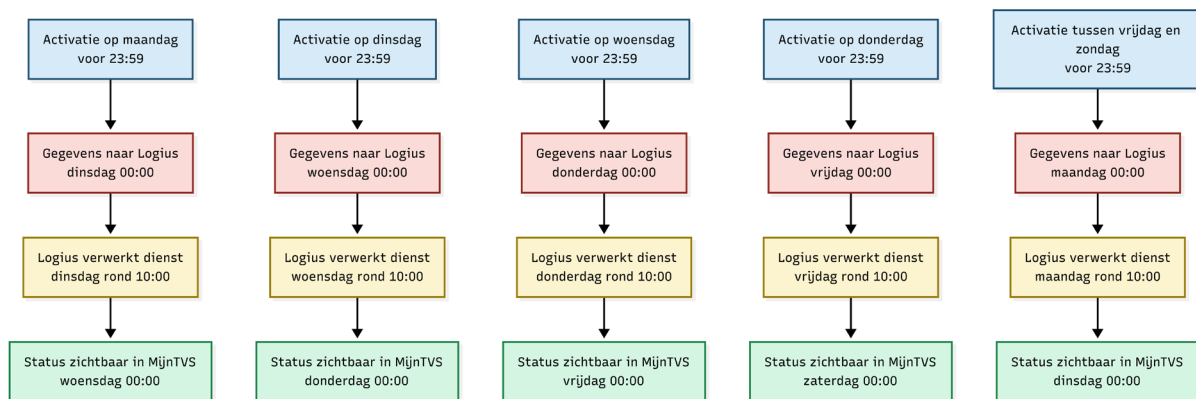 Activatie op maandag
voor 23:59
Gegevens naar Logius
dinsdag 00:00
Logius verwerkt dienst
dinsdag rond 10:00
Status zichtbaar in MijnTVS
woensdag 00:00
Activatie op dinsdag
voor 23:59
Gegevens naar Logius
woensdag 00:00
Logius verwerkt dienst
woensdag rond 10:00
Status zichtbaar in MijnTVS
donderdag 00:00
Activatie op woensdag
voor 23:59
Gegevens naar Logius
donderdag 00:00
Logius verwerkt dienst
donderdag rond 10:00
Status zichtbaar in MijnTVS
vrijdag 00:00
Activatie op donderdag
voor 23:59
Gegevens naar Logius
vrijdag 00:00
Logius verwerkt dienst
vrijdag rond 10:00
Status zichtbaar in MijnTVS
zaterdag 00:00
Activatie tussen vrijdag en
zondag
voor 23:59
Gegevens naar Logius
maandag 00:00
Logius verwerkt dienst
maandag rond 10:00
Status zichtbaar in MijnTVS
dinsdag 00:00